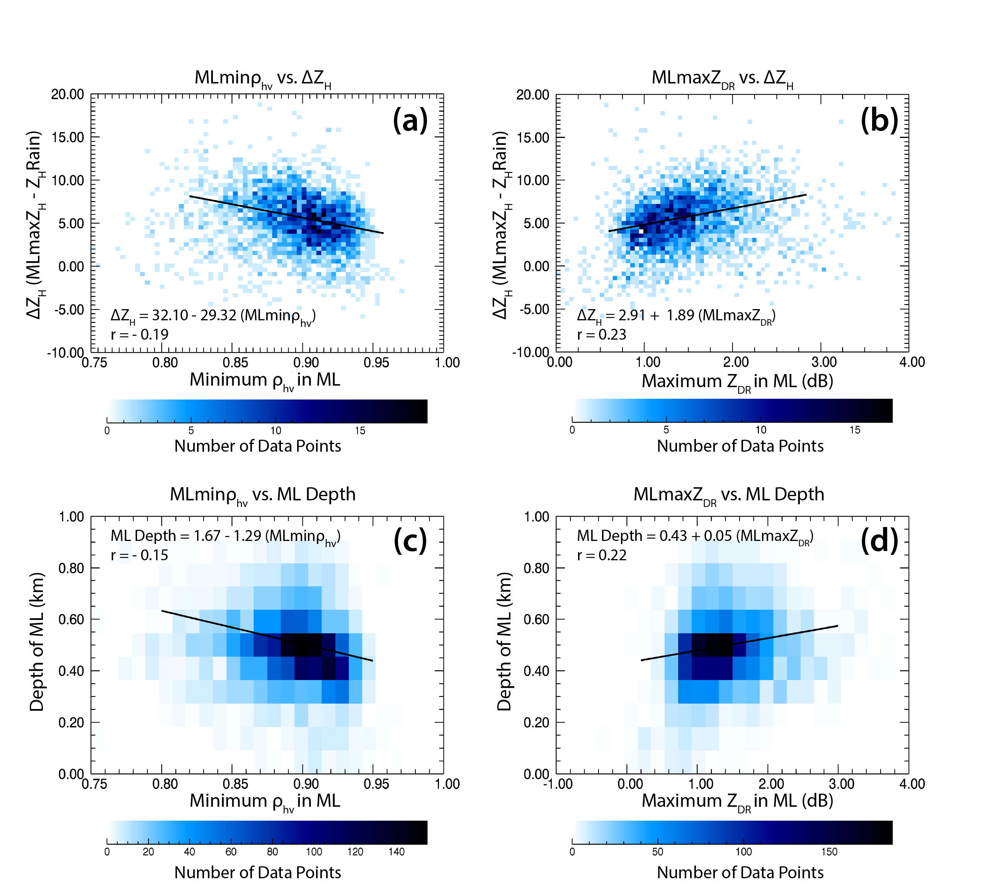 MLminρhv vs. ΔZH
(a)
ΔZH (MLmaxZH - ZHRain)
20.00
15.00
10.00
5.00
0.00
-5.00
-10.00
ΔZH = 32.10 - 29.32 (MLminρhv)
r = - 0.19
0.75 0.80 0.85 0.90 0.95 1.00
Minimum ρhv in ML
0 5 10 15
Number of Data Points
MLmaxZDR vs. ΔZH
(b)
ΔZH (MLmaxZH - ZHRain)
20.00
15.00
10.00
5.00
0.00
-5.00
-10.00
ΔZH = 2.91 + 1.89 (MLmaxZDR)
r = 0.23
0.00 1.00 2.00 3.00 4.00
Maximum ZDR in ML (dB)
0 5 10 15
Number of Data Points
MLminρhv vs. ML Depth
ML Depth = 1.67 - 1.29 (MLminρhv)
r = - 0.15
(c)
Depth of ML (km)
1.00
0.80
0.60
0.40
0.20
0.00
0.75 0.80 0.85 0.90 0.95 1.00
Minimum ρhv in ML
0 20 40 60 80 100 120 140
Number of Data Points
MLmaxZDR vs. ML Depth
ML Depth = 0.43 + 0.05 (MLmaxZDR)
r = 0.22
(d)
Depth of ML (km)
1.00
0.80
0.60
0.40
0.20
0.00
-1.00 0.00 1.00 2.00 3.00 4.00
Maximum ZDR in ML (dB)
0 50 100 150
Number of Data Points